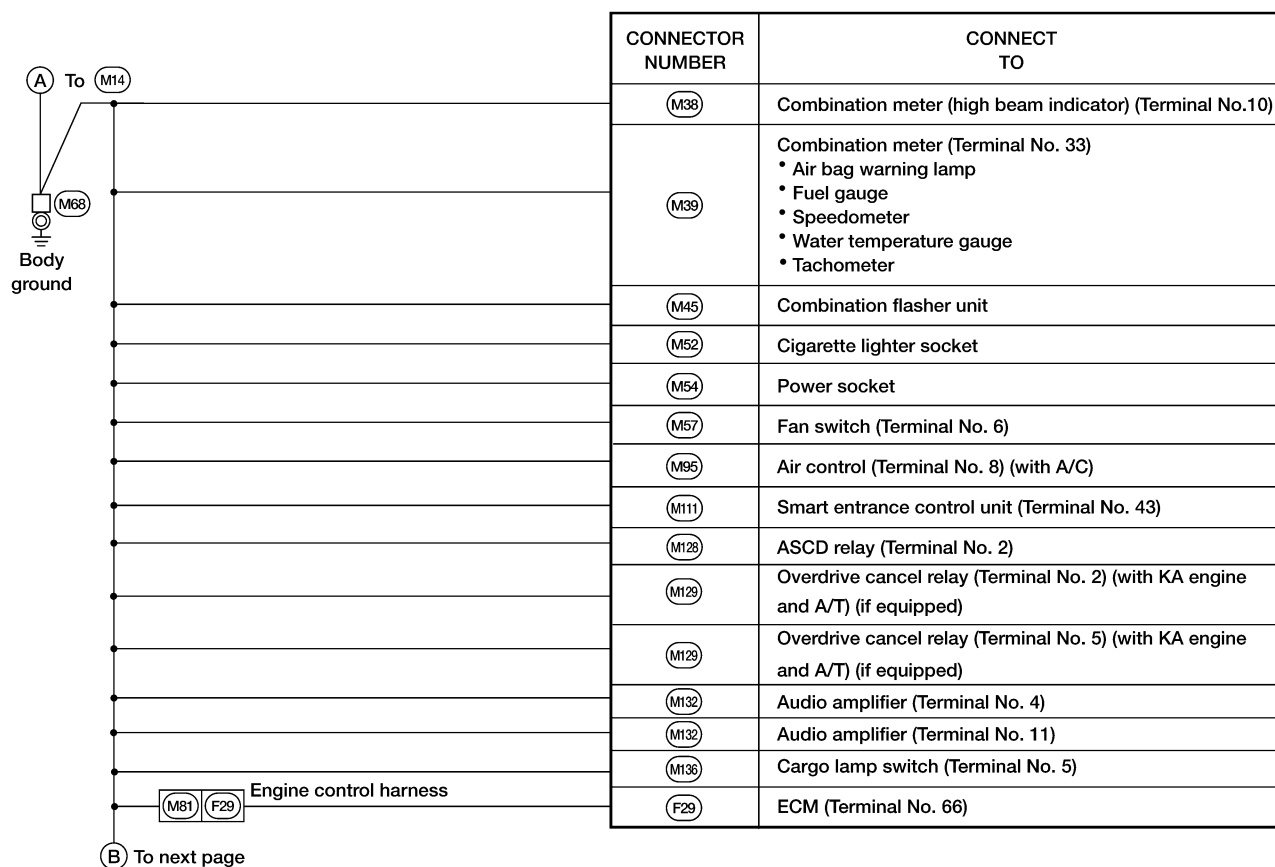 CONNECTOR NUMBER
CONNECT TO
A To M14
M68
Body
ground
M38 Combination meter (high beam indicator) (Terminal No.10)
M39
Combination meter (Terminal No. 33)
• Air bag warning lamp
• Fuel gauge
• Speedometer
• Water temperature gauge
• Tachometer
M45 Combination flasher unit
M52 Cigarette lighter socket
M54 Power socket
M57 Fan switch (Terminal No. 6)
M95 Air control (Terminal No. 8) (with A/C)
M111 Smart entrance control unit (Terminal No. 43)
M128 ASCD relay (Terminal No. 2)
M129 Overdrive cancel relay (Terminal No. 2) (with KA engine
and A/T) (if equipped)
M129 Overdrive cancel relay (Terminal No. 5) (with KA engine
and A/T) (if equipped)
M132 Audio amplifier (Terminal No. 4)
M132 Audio amplifier (Terminal No. 11)
M136 Cargo lamp switch (Terminal No. 5)
M81 F29 Engine control harness
F29 ECM (Terminal No. 66)
B To next page